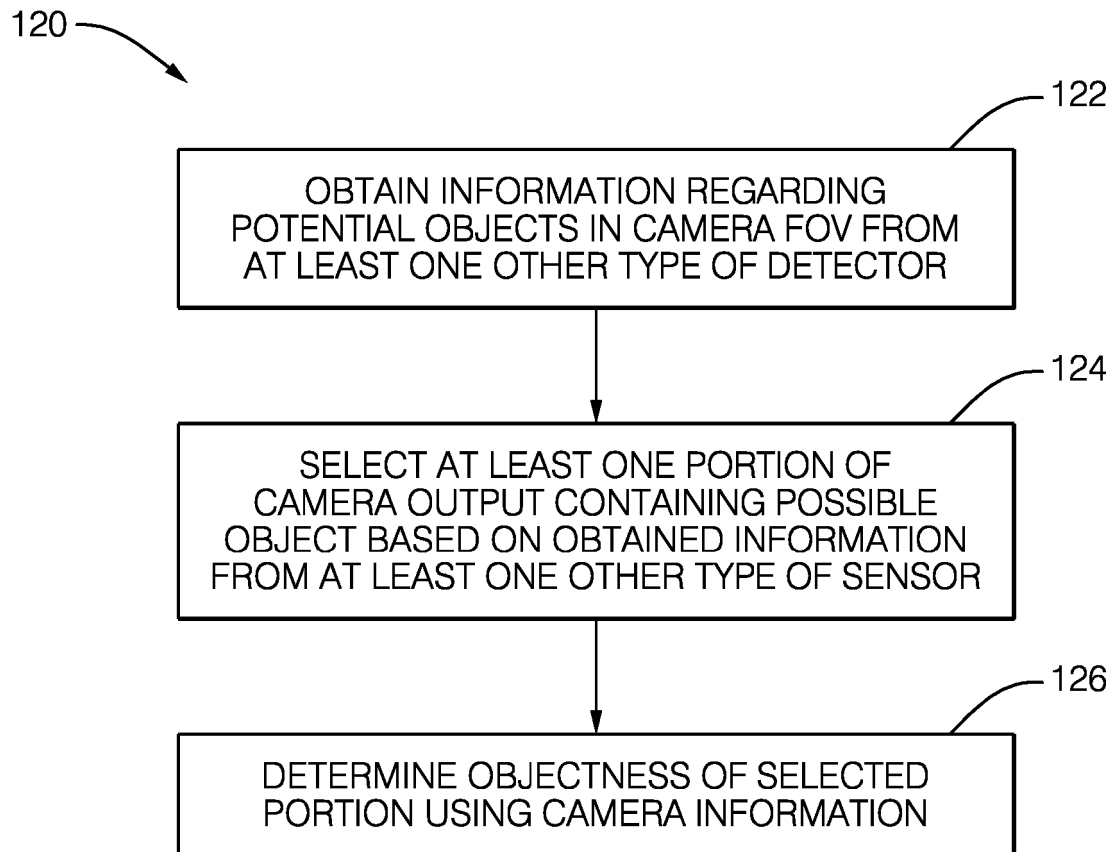 120
122
OBTAIN INFORMATION REGARDING
POTENTIAL OBJECTS IN CAMERA FOV FROM
AT LEAST ONE OTHER TYPE OF DETECTOR
124
SELECT AT LEAST ONE PORTION OF
CAMERA OUTPUT CONTAINING POSSIBLE
OBJECT BASED ON OBTAINED INFORMATION
FROM AT LEAST ONE OTHER TYPE OF SENSOR
126
DETERMINE OBJECTNESS OF SELECTED
PORTION USING CAMERA INFORMATION